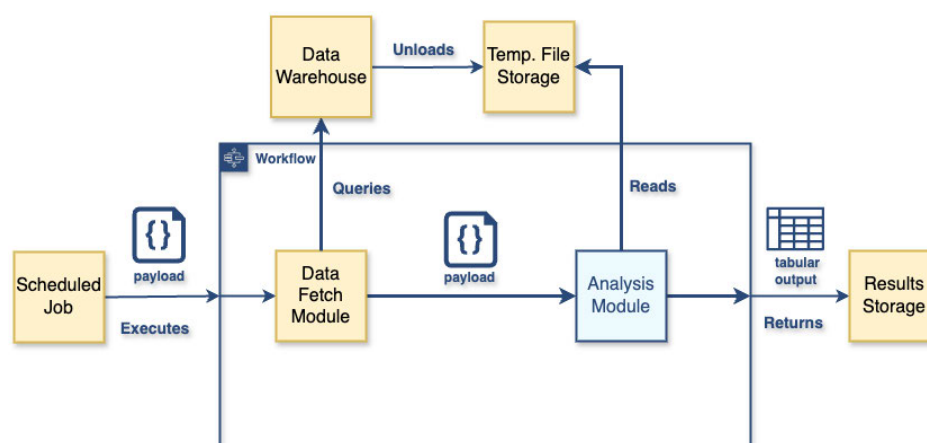 Data
Warehouse
Unloads
Temp. File
Storage
Workflow
Queries
Reads
{ }
payload
{ }
payload
tabular
output
Scheduled
Job
Executes
Data
Fetch
Module
Analysis
Module
Returns
Results
Storage